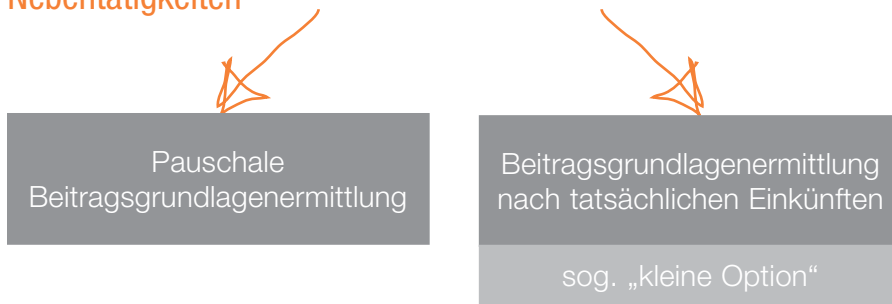 Nebentätigkeiten
Pauschale
Beitragsgrundlagenermittlung
Beitragsgrundlagenermittlung
nach tatsächlichen Einkünften
sog. „kleine Option“